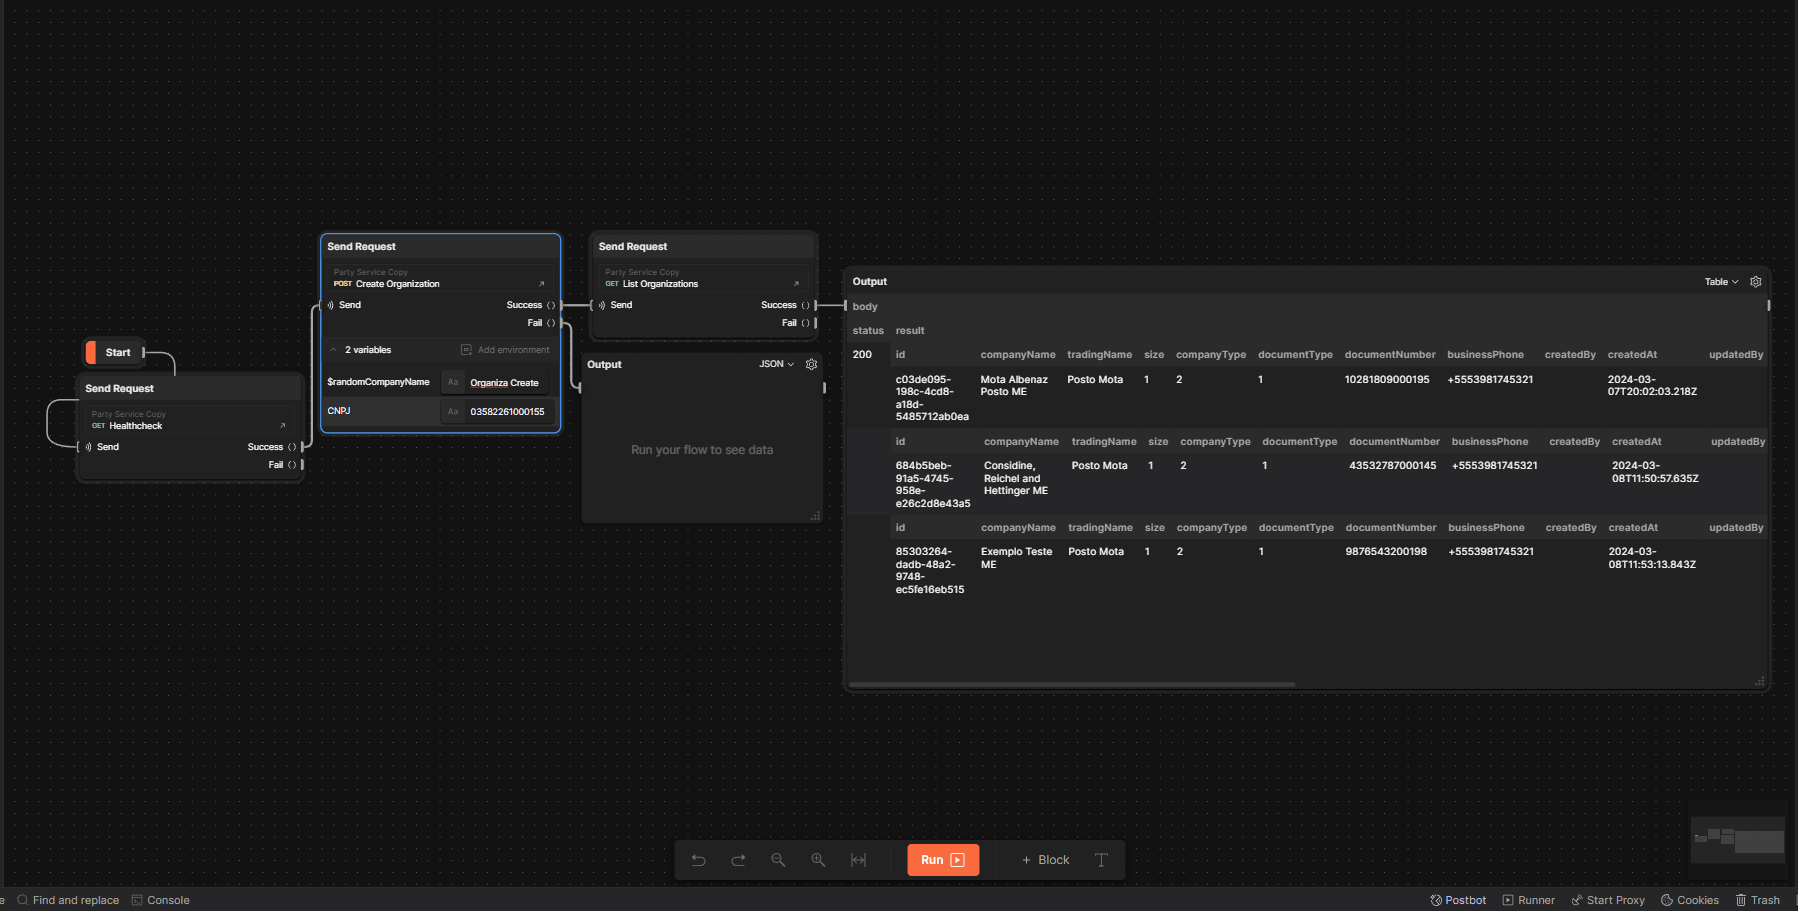 Start
Send Request
Party Service Copy
GET Healthcheck
Send Success
Fail
Send Request
Party Service Copy
POST Create Organization
Send Success
Fail
2 variables Add environment
$randomCompanyName Aa Organiza Create
CNPJ Aa 03582261000155
Send Request
Party Service Copy
GET List Organizations
Send Success
Fail
Output JSON
Run your flow to see data
Output Table
body
status result
200 id companyName tradingName size companyType documentType documentNumber businessPhone createdBy createdAt updatedBy
c03de095- Mota Albenaz Posto Mota 1 2 1 10281809000195 +5553981745321 2024-03-
198c-4cd8- Posto ME 07T20:02:03.218Z
a18d-
5485712ab0ea
id companyName tradingName size companyType documentType documentNumber businessPhone createdBy createdAt updatedBy
684b5beb- Considine, Posto Mota 1 2 1 43532787000145 +5553981745321 2024-03-
91a5-4745- Reichel and 08T11:50:57.635Z
958e- Hettinger ME
e26c2d8e43a5
id companyName tradingName size companyType documentType documentNumber businessPhone createdBy createdAt updatedBy
85303264- Exemplo Teste Posto Mota 1 2 1 9876543200198 +5553981745321 2024-03-
dadb-48a2- ME 08T11:53:13.843Z
9748-
ec5fe16eb515
Run + Block T
e Find and replace Console Postbot Runner Start Proxy Cookies Trash